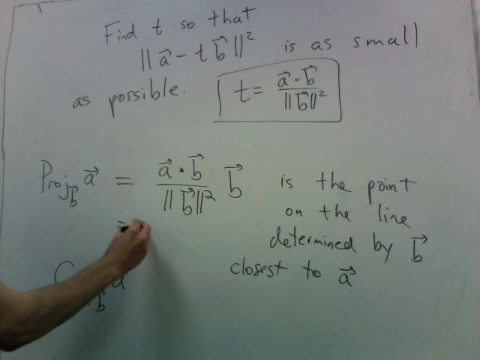 Find t so that
||a⃗ - t b⃗||² is as small
as possible. t = a⃗·b⃗ / ||b⃗||²
Proj_b⃗ a⃗ = a⃗·b⃗ / ||b⃗||² b⃗ is the point
on the line
determined by b⃗
closest to a⃗